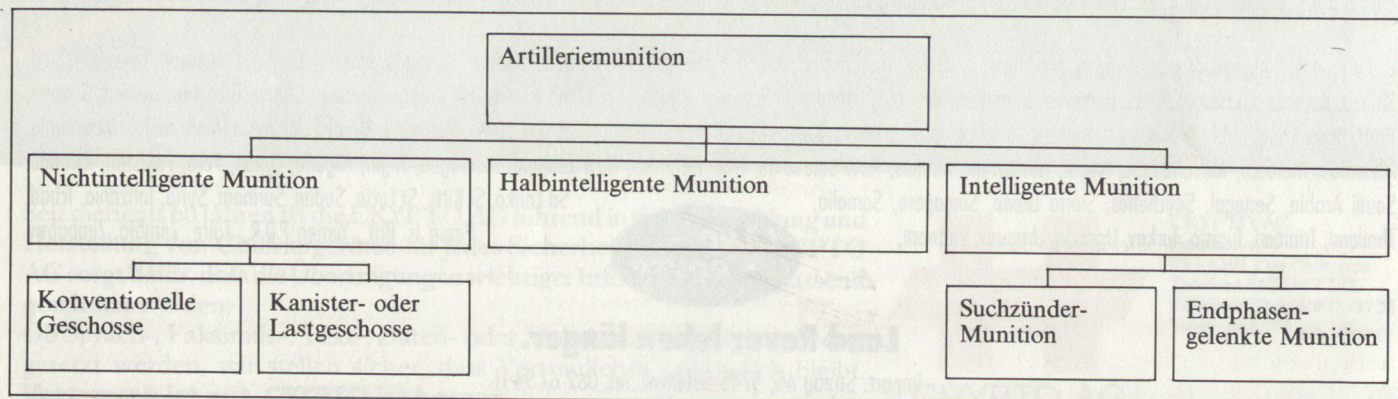 Artilleriemunition
Nichtintelligente Munition
Halbintelligente Munition
Intelligente Munition
Konventionelle
Geschosse
Kanister- oder
Lastgeschosse
Suchzünder-
Munition
Endphasen-
gelenkte Munition